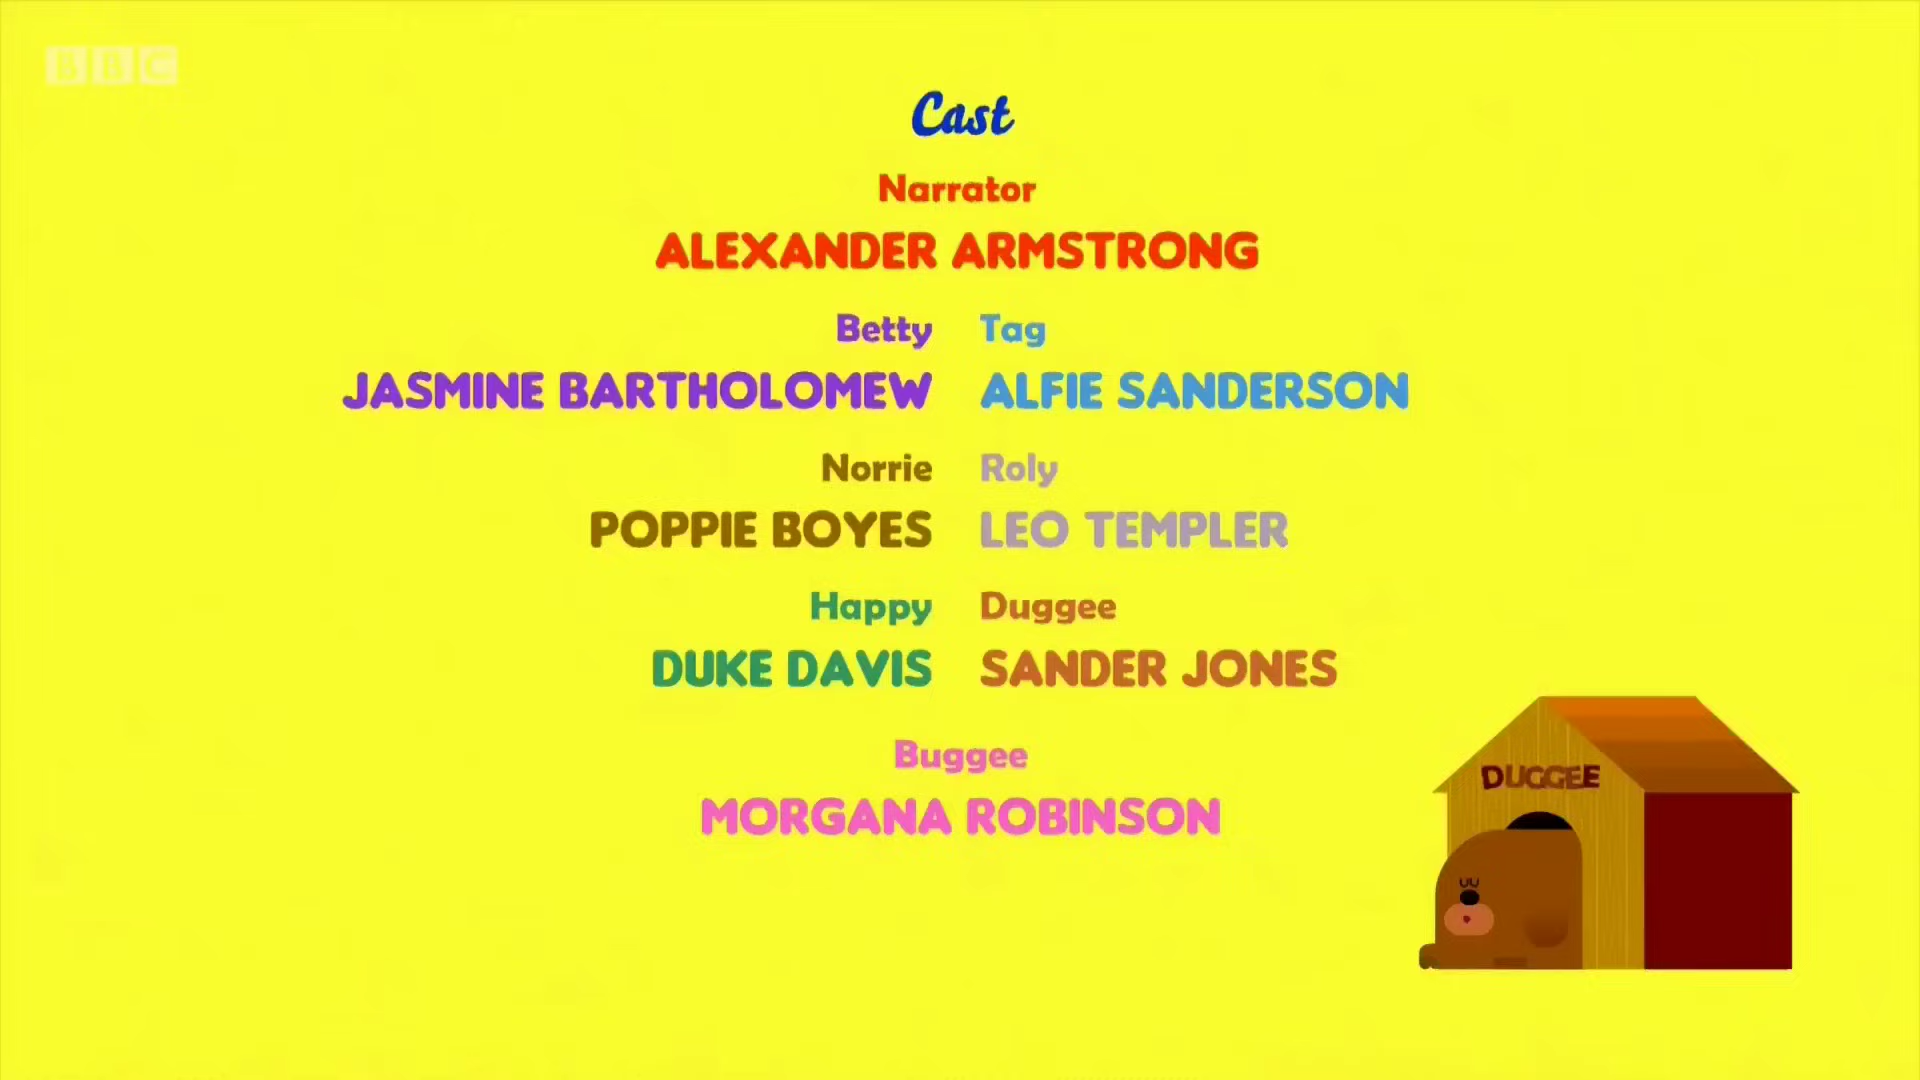 BBC
Cast
Narrator
ALEXANDER ARMSTRONG
Betty Tag
JASMINE BARTHOLOMEW ALFIE SANDERSON
Norrie Roly
POPPIE BOYES LEO TEMPLER
Happy Duggee
DUKE DAVIS SANDER JONES
Buggee
MORGANA ROBINSON
DUGGEE